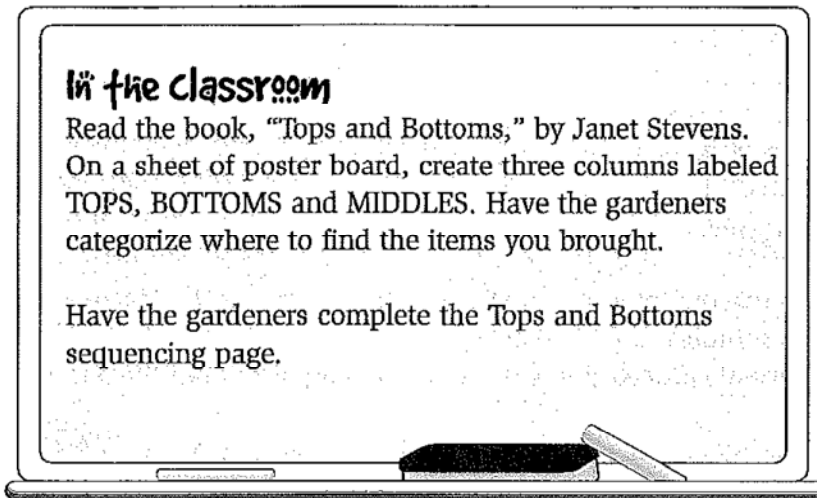 In the classroom
Read the book, "Tops and Bottoms," by Janet Stevens.
On a sheet of poster board, create three columns labeled
TOPS, BOTTOMS and MIDDLES. Have the gardeners
categorize where to find the items you brought.
Have the gardeners complete the Tops and Bottoms
sequencing page.